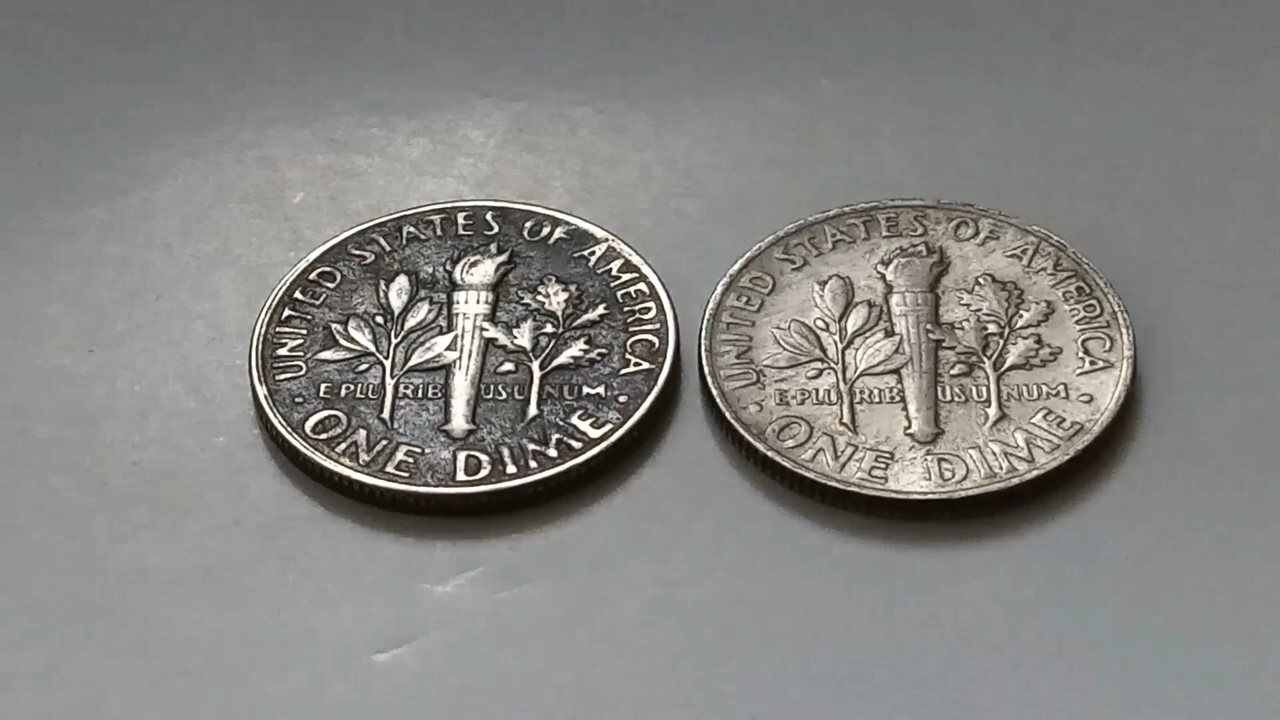 UNITED STATES OF AMERICA
E PLURIBUS UNUM
· ONE DIME ·
UNITED STATES OF AMERICA
E·PLURIBUS UNUM
· ONE DIME ·